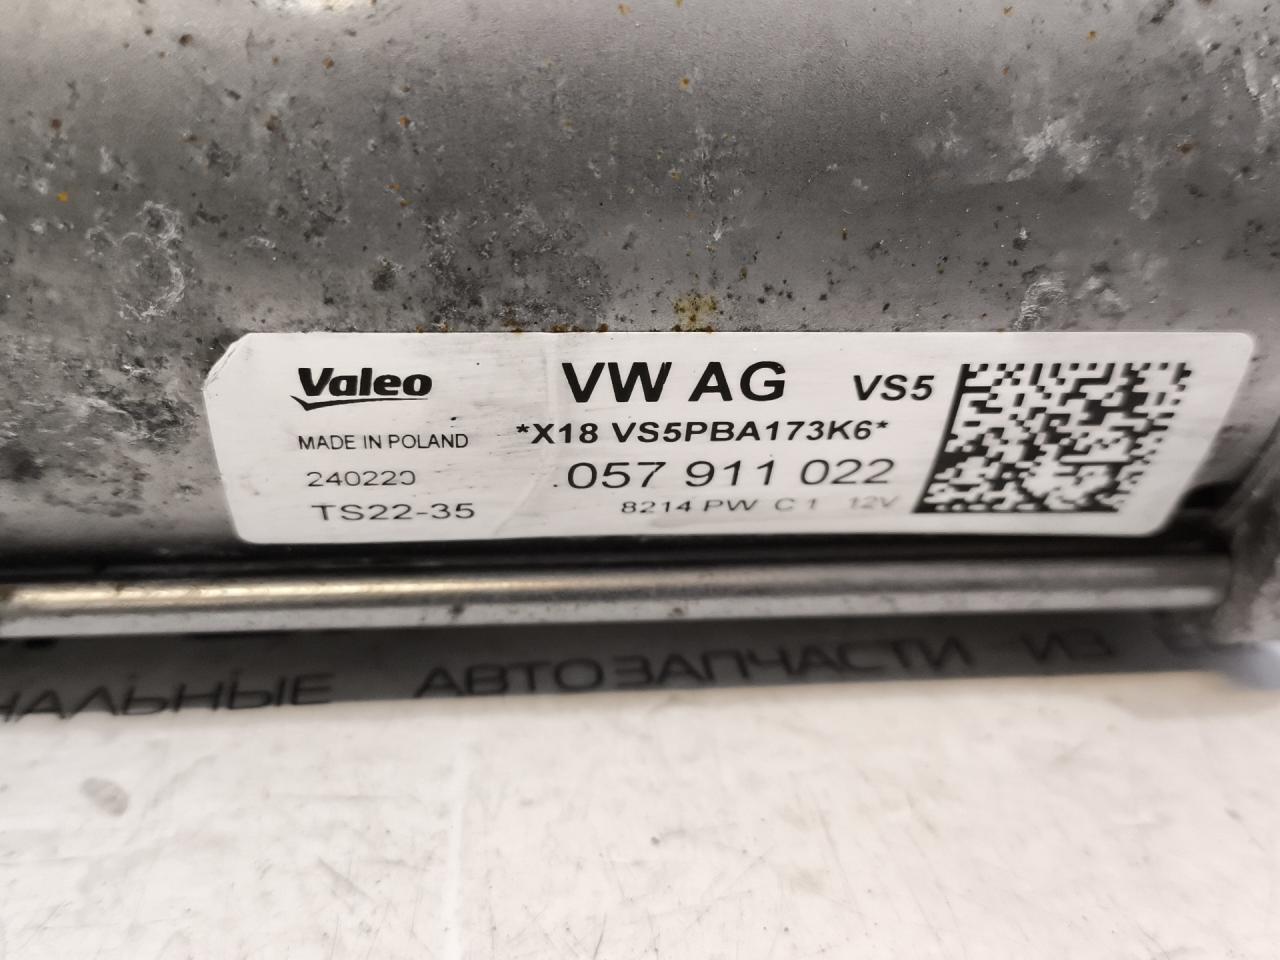 Valeo
VW AG VS5
*X18 VS5PBA173K6*
MADE IN POLAND
240220
.057 911 022
TS22-35
8214 PW C1 12V
НАЛЬНЫЕ АВТОЗАПЧАСТИ ИЗ